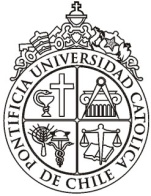 PONTIFICIA UNIVERSIDAD CATOLICA
DE CHILE